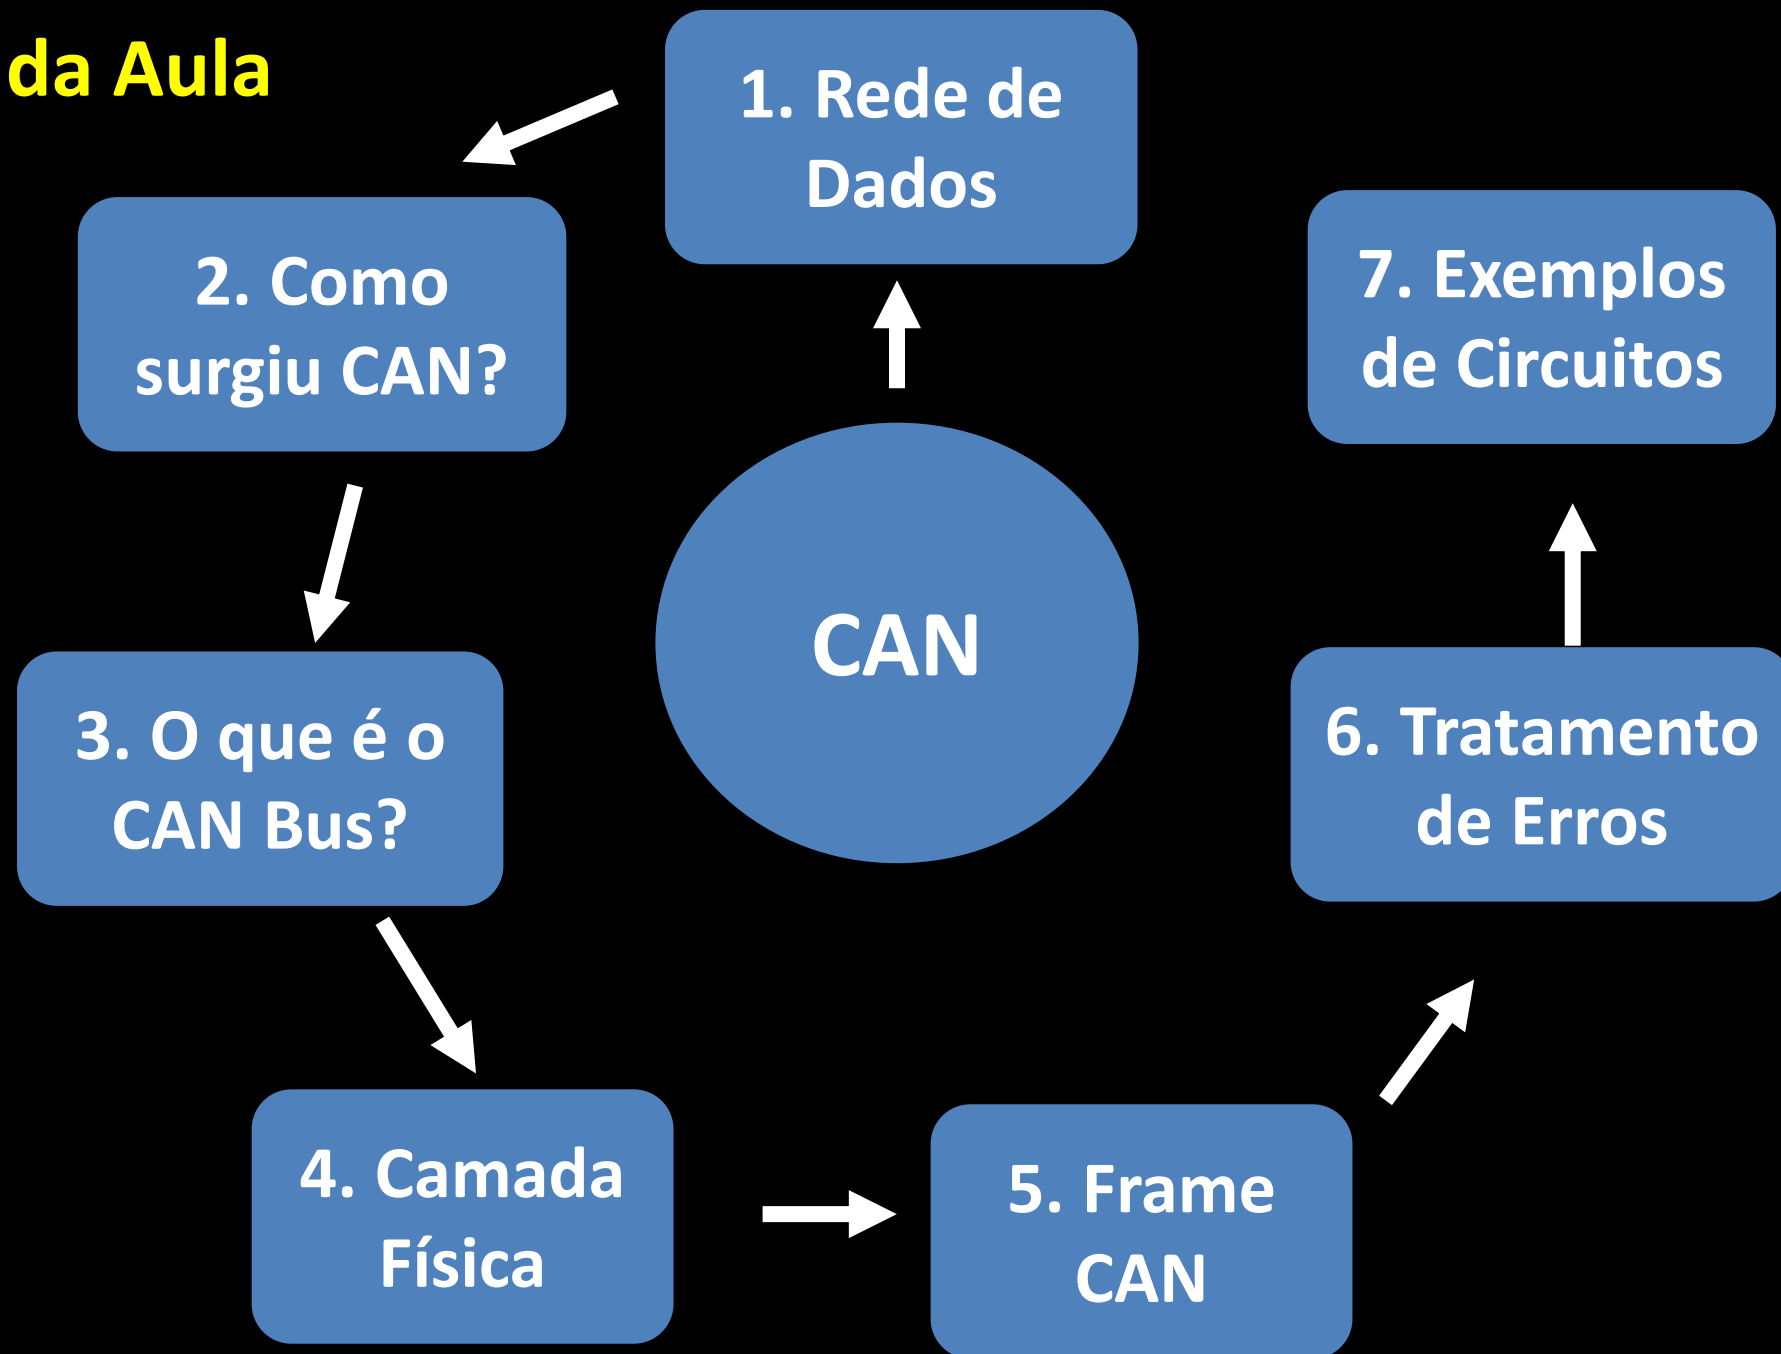 da Aula
1. Rede de
Dados
2. Como
surgiu CAN?
3. O que é o
CAN Bus?
4. Camada
Física
5. Frame
CAN
6. Tratamento
de Erros
7. Exemplos
de Circuitos
CAN